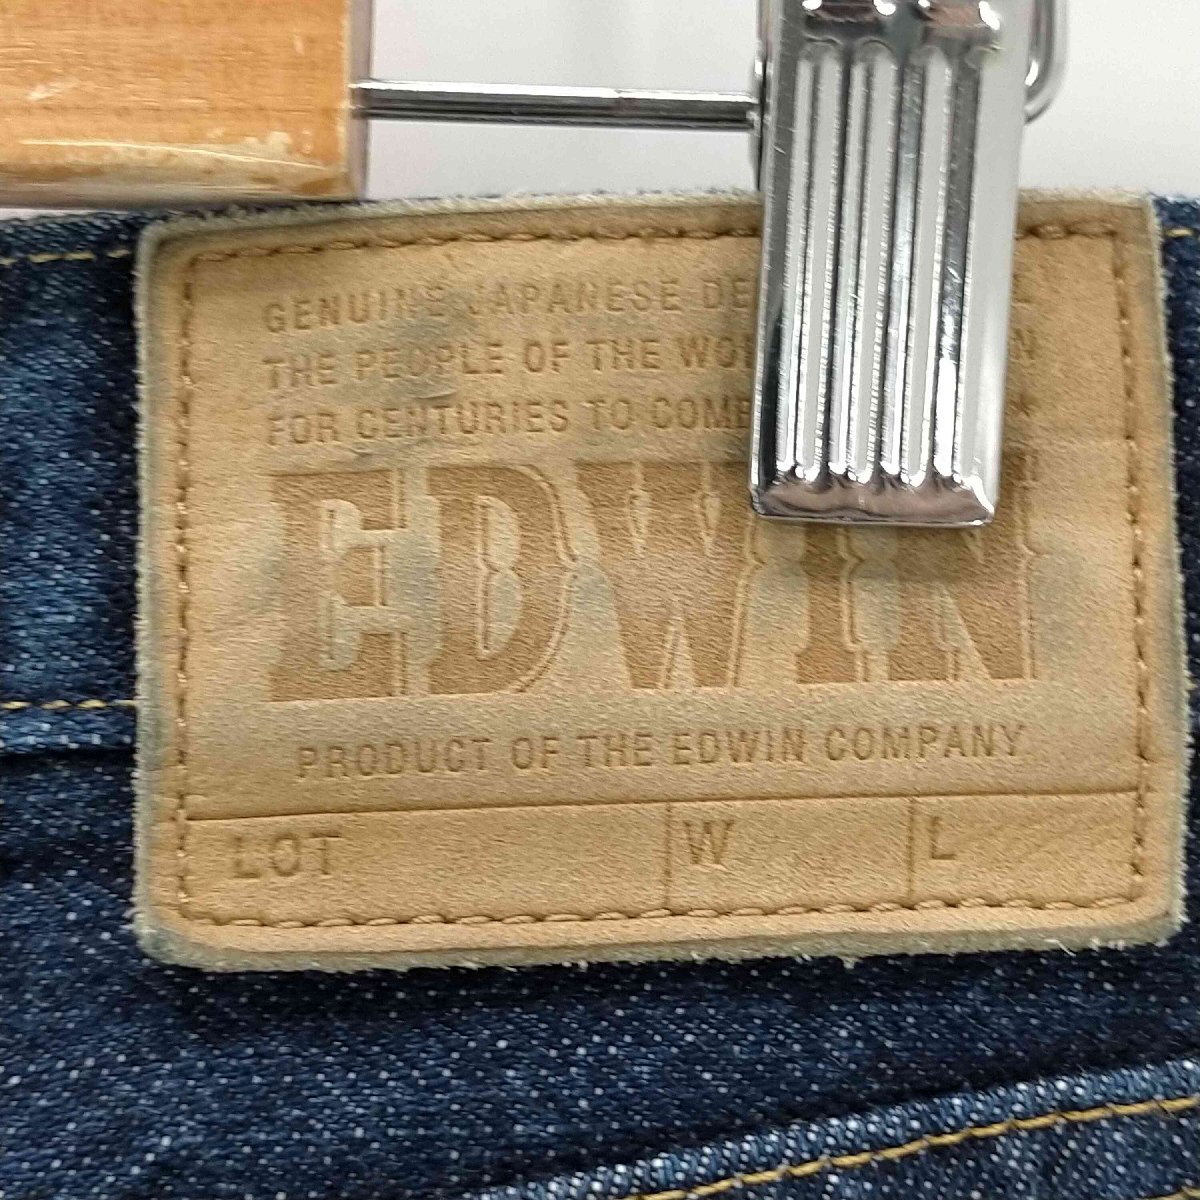 GENUINE JAPANESE DE
THE PEOPLE OF THE WO
FOR CENTURIES TO COME *
EDWIN
PRODUCT OF THE EDWIN COMPANY
LOT W L